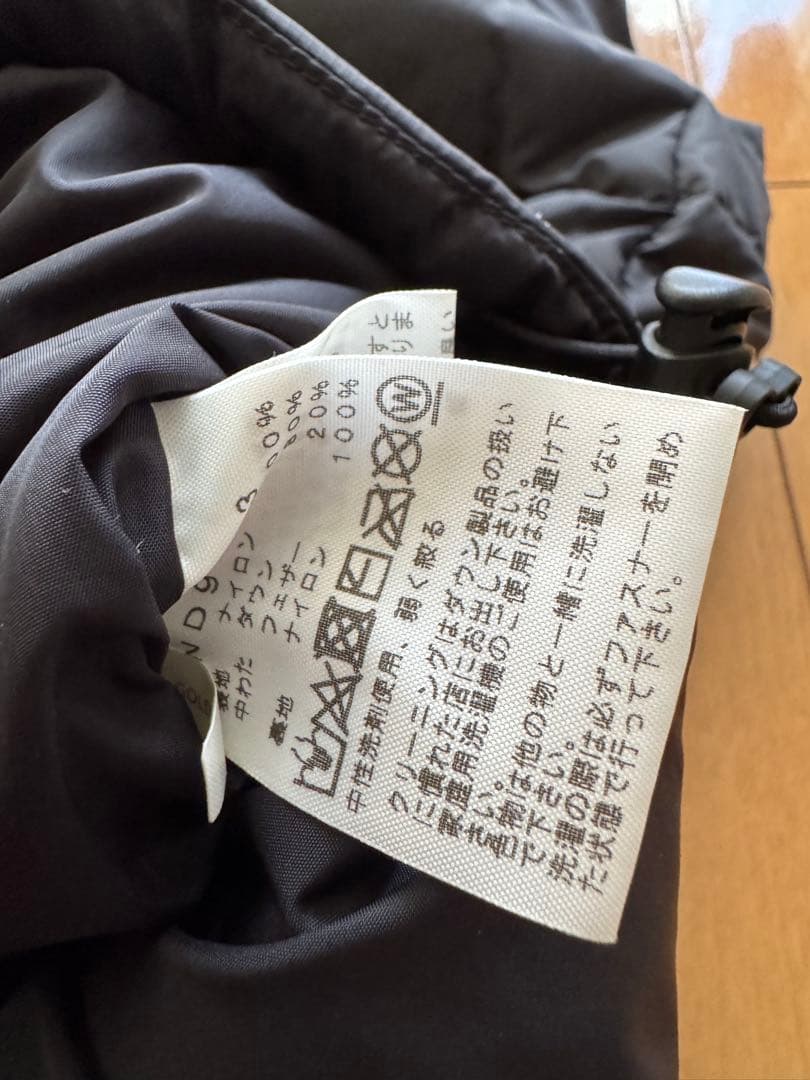 表地 ナイロン
中わた ダウン 80%
フェザー 20%
裏地 ナイロン 100%
W
中性洗剤使用、弱く絞る
クリーニングはダウン製品の扱い
に慣れた店にお出し下さい。
家庭用洗濯機のご使用はお避け下
さい。
色物は他の物と一緒に洗濯しない
で下さい。
洗濯の際は必ずファスナーを閉め
た状態で行って下さい。